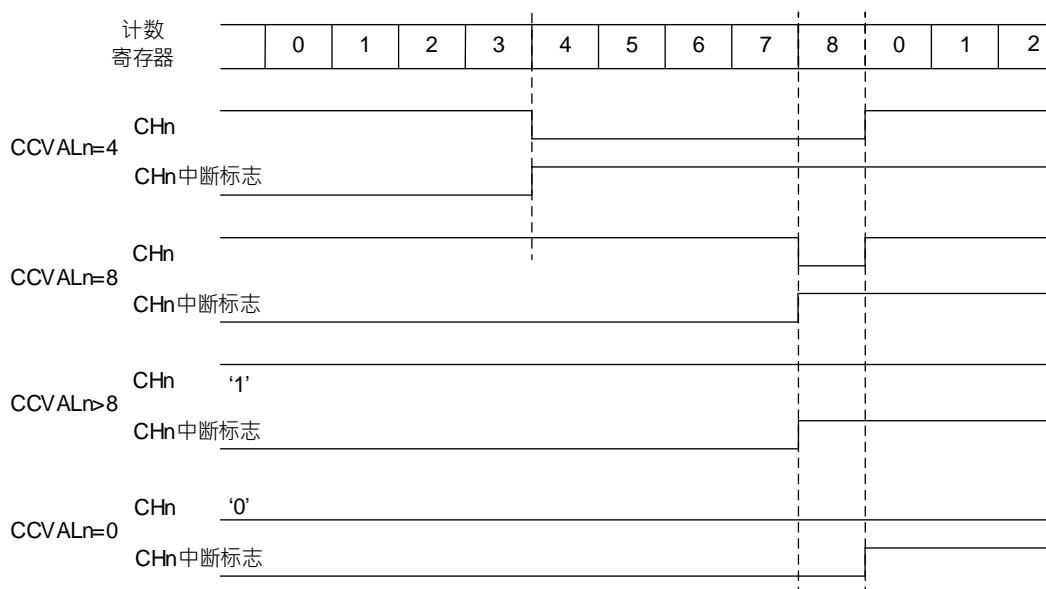 计数
寄存器
0 1 2 3 4 5 6 7 8 0 1 2
CHn
CCVALn=4
CHn中断标志
CHn
CCVALn=8
CHn中断标志
CHn ‘1’
CCVALn>8
CHn中断标志
CHn ‘0’
CCVALn=0
CHn中断标志